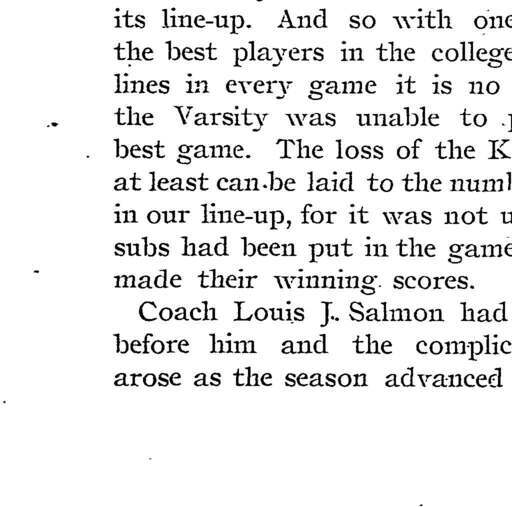 its line-up. And so with one
the best players in the college
lines in every game it is no
the Varsity was unable to
best game. The loss of the K
at least can be laid to the num
in our line-up, for it was not u
subs had been put in the game
made their winning scores.
Coach Louis J. Salmon had
before him and the complic
arose as the season advanced